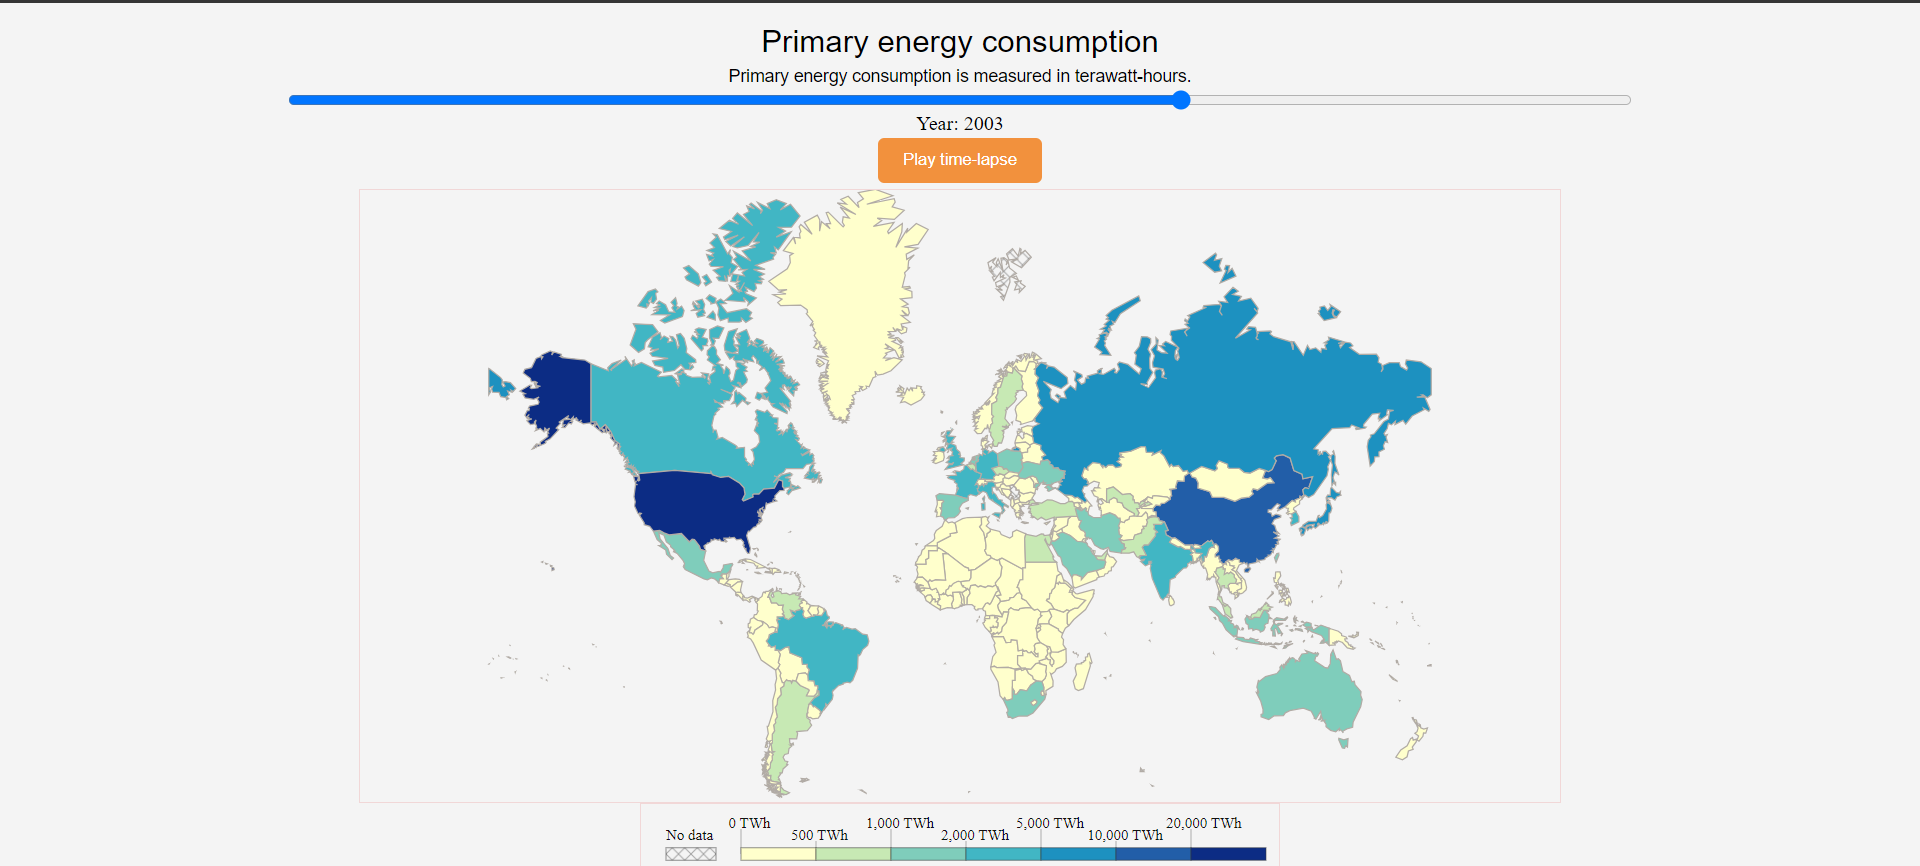 Primary energy consumption
Primary energy consumption is measured in terawatt-hours.
Year: 2003
Play time-lapse
0 TWh 1,000 TWh 5,000 TWh 20,000 TWh
No data 500 TWh 2,000 TWh 10,000 TWh